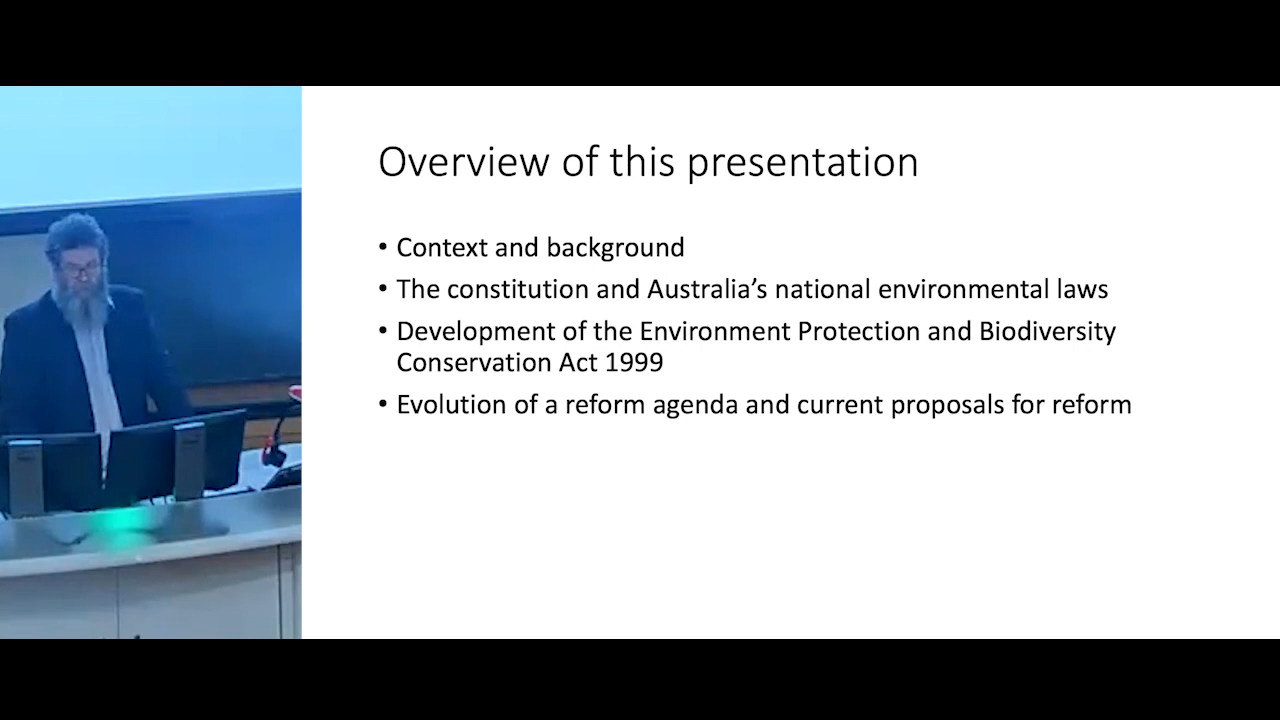 Overview of this presentation
• Context and background
• The constitution and Australia’s national environmental laws
• Development of the Environment Protection and Biodiversity
Conservation Act 1999
• Evolution of a reform agenda and current proposals for reform